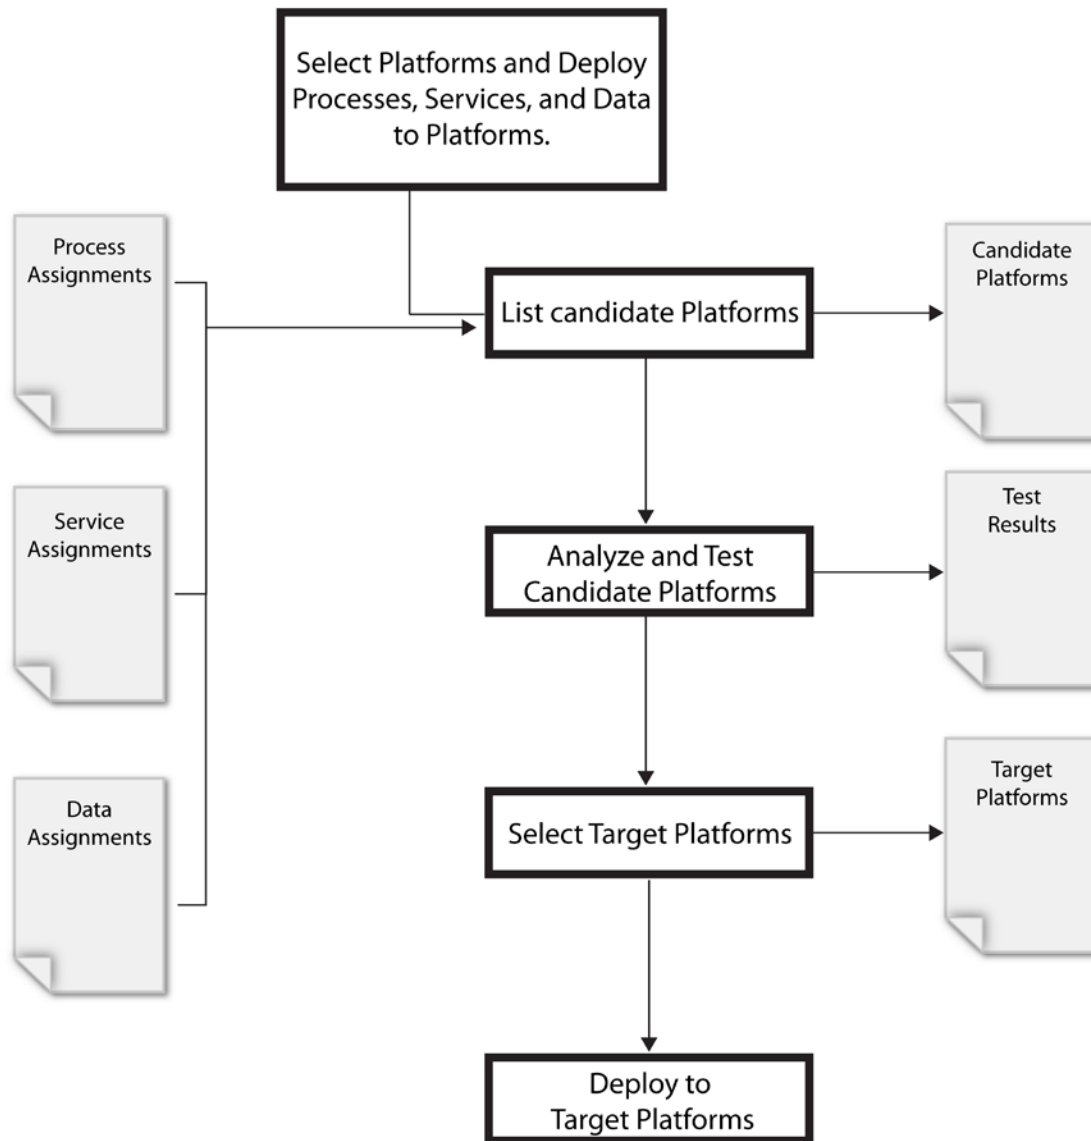 Select Platforms and Deploy
Processes, Services, and Data
to Platforms.
Process
Assignments
List candidate Platforms
Candidate
Platforms
Service
Assignments
Analyze and Test
Candidate Platforms
Test
Results
Data
Assignments
Select Target Platforms
Target
Platforms
Deploy to
Target Platforms